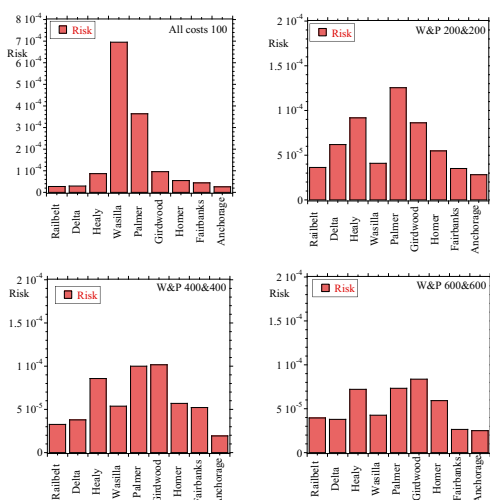 8 10-4
Risk
All costs 100
7 10-4
Risk
6 10-4
5 10-4
4 10-4
3 10-4
2 10-4
1 10-4
0
Railbelt
Delta
Healy
Wasilla
Palmer
Girdwood
Homer
Fairbanks
Anchorage
2 10-4
Risk
W&P 200&200
Risk
1.5 10-4
1 10-4
5 10-5
0
Railbelt
Delta
Healy
Wasilla
Palmer
Girdwood
Homer
Fairbanks
Anchorage
2 10-4
Risk
W&P 400&400
Risk
1.5 10-4
1 10-4
5 10-5
0
Railbelt
Delta
Healy
Wasilla
Palmer
Girdwood
Homer
Fairbanks
Anchorage
2 10-4
Risk
W&P 600&600
Risk
1.5 10-4
1 10-4
5 10-5
0
Railbelt
Delta
Healy
Wasilla
Palmer
Girdwood
Homer
Fairbanks
Anchorage